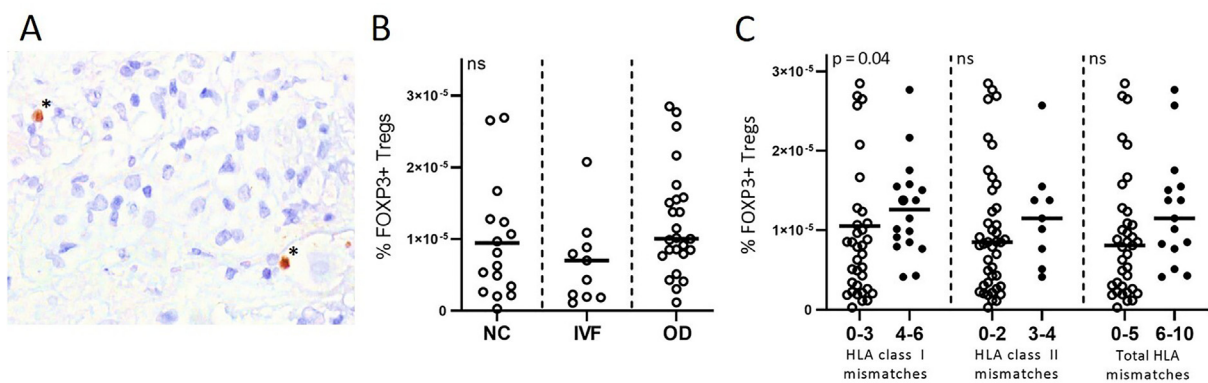 A
*
*
B
% FOXP3+ Tregs
ns
3×10⁻⁵
2×10⁻⁵
1×10⁻⁵
0
NC IVF OD
C
% FOXP3+ Tregs
p = 0.04 ns ns
3×10⁻⁵
2×10⁻⁵
1×10⁻⁵
0
0-3 4-6 0-2 3-4 0-5 6-10
HLA class I HLA class II Total HLA
mismatches mismatches mismatches